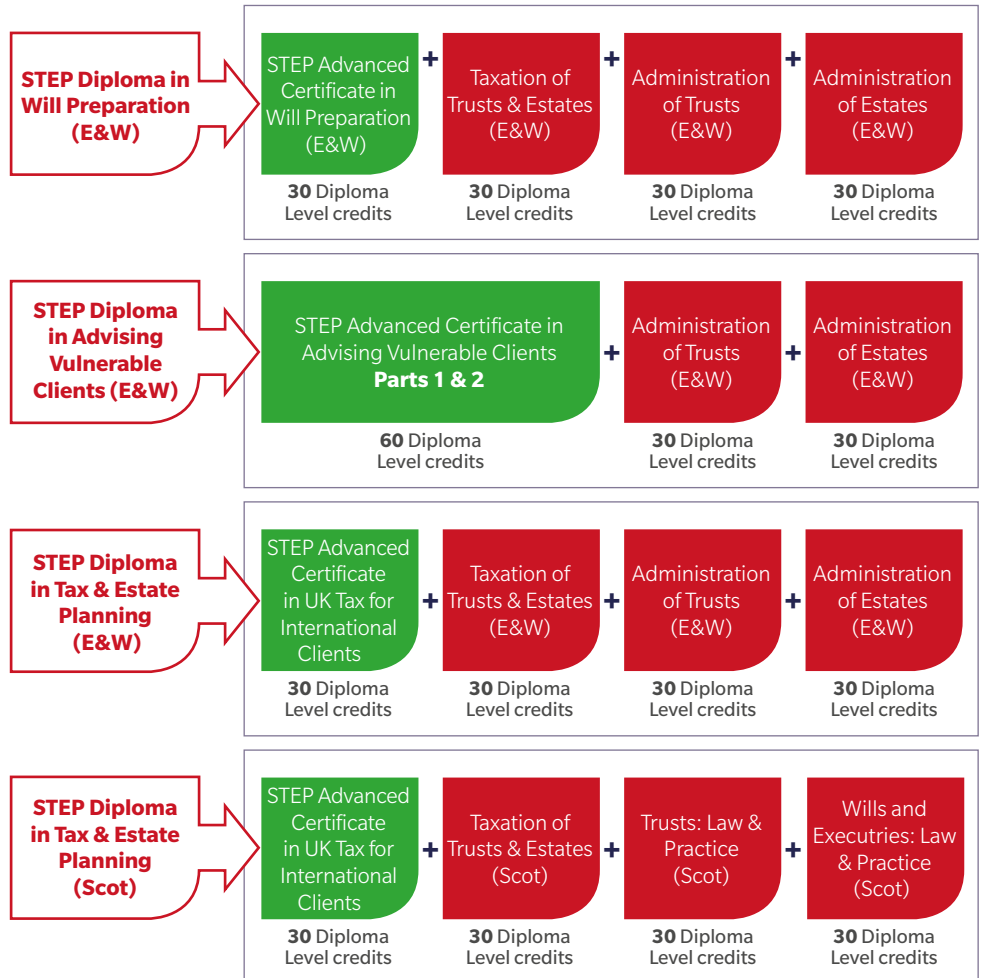 STEP Diploma in
Will Preparation
(E&W)
STEP Advanced
Certificate in
Will Preparation
(E&W)
+
Taxation of
Trusts & Estates
(E&W)
+
Administration
of Trusts
(E&W)
+
Administration
of Estates
(E&W)
30 Diploma
Level credits
30 Diploma
Level credits
30 Diploma
Level credits
30 Diploma
Level credits
STEP Diploma
in Advising
Vulnerable
Clients (E&W)
STEP Advanced Certificate in
Advising Vulnerable Clients
Parts 1 & 2
+
Administration
of Trusts
(E&W)
+
Administration
of Estates
(E&W)
60 Diploma
Level credits
30 Diploma
Level credits
30 Diploma
Level credits
STEP Diploma
in Tax & Estate
Planning
(E&W)
STEP Advanced
Certificate
in UK Tax for
International
Clients
+
Taxation of
Trusts & Estates
(E&W)
+
Administration
of Trusts
(E&W)
+
Administration
of Estates
(E&W)
30 Diploma
Level credits
30 Diploma
Level credits
30 Diploma
Level credits
30 Diploma
Level credits
STEP Diploma
in Tax & Estate
Planning
(Scot)
STEP Advanced
Certificate
in UK Tax for
International
Clients
+
Taxation of
Trusts & Estates
(Scot)
+
Trusts: Law &
Practice
(Scot)
+
Wills and
Executries: Law
& Practice
(Scot)
30 Diploma
Level credits
30 Diploma
Level credits
30 Diploma
Level credits
30 Diploma
Level credits